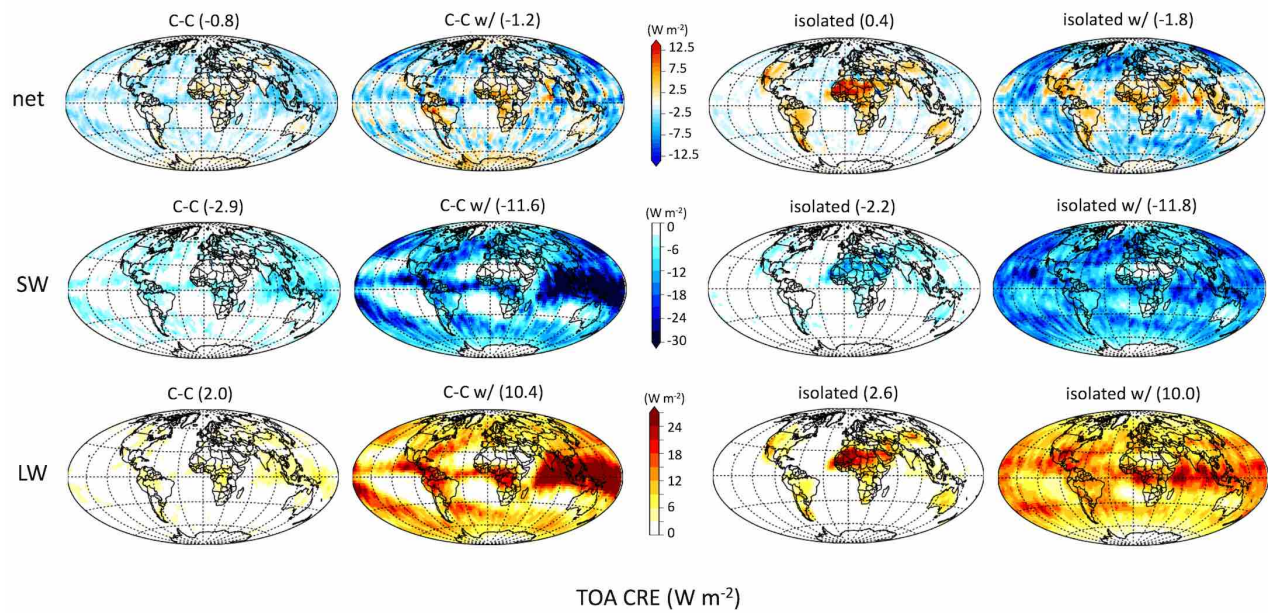 C-C (-0.8)
C-C w/ (-1.2)
isolated (0.4)
isolated w/ (-1.8)
net
(W m-2)
12.5
7.5
2.5
-2.5
-7.5
-12.5
C-C (-2.9)
C-C w/ (-11.6)
isolated (-2.2)
isolated w/ (-11.8)
SW
(W m-2)
0
-6
-12
-18
-24
-30
C-C (2.0)
C-C w/ (10.4)
isolated (2.6)
isolated w/ (10.0)
LW
(W m-2)
24
18
12
6
0
TOA CRE (W m-2)